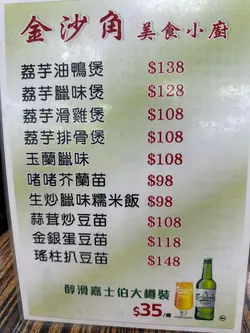 金沙角 美食小廚
荔芋油鴨煲 $138
荔芋臘味煲 $128
荔芋滑雞煲 $108
荔芋排骨煲 $108
玉蘭臘味 $108
啫啫芥蘭苗 $98
生炒臘味糯米飯 $98
蒜茸炒豆苗 $108
金銀蛋豆苗 $118
瑤柱扒豆苗 $148
醇滑嘉士伯大樽裝
$35/樽